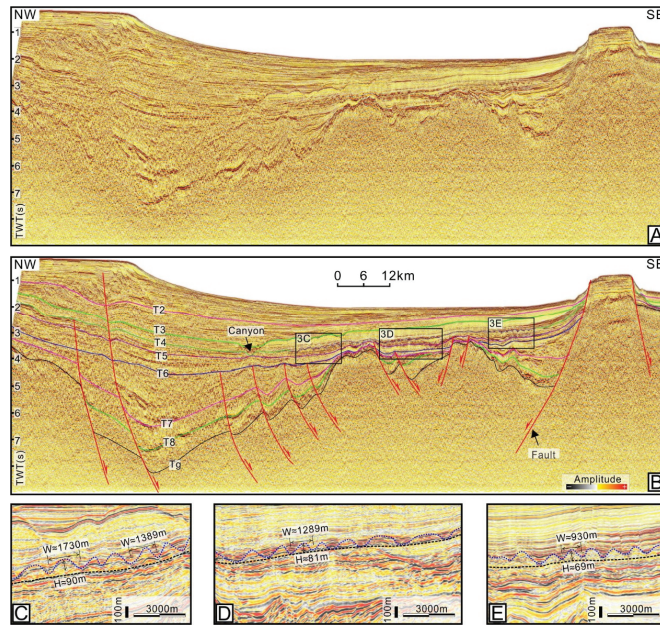 NW
SE
1
2
3
4
5
6
7
TWT(s)
A
NW
SE
0 6 12km
1
2
3
4
5
6
7
TWT(s)
T2
T3
T4
T5
T6
T7
T8
Tg
Canyon
3C
3D
3E
Fault
Amplitude
- +
B
W=1730m
W=1389m
H=90m
C
100m
3000m
W=1289m
H=81m
D
100m
3000m
W=930m
H=69m
E
100m
3000m